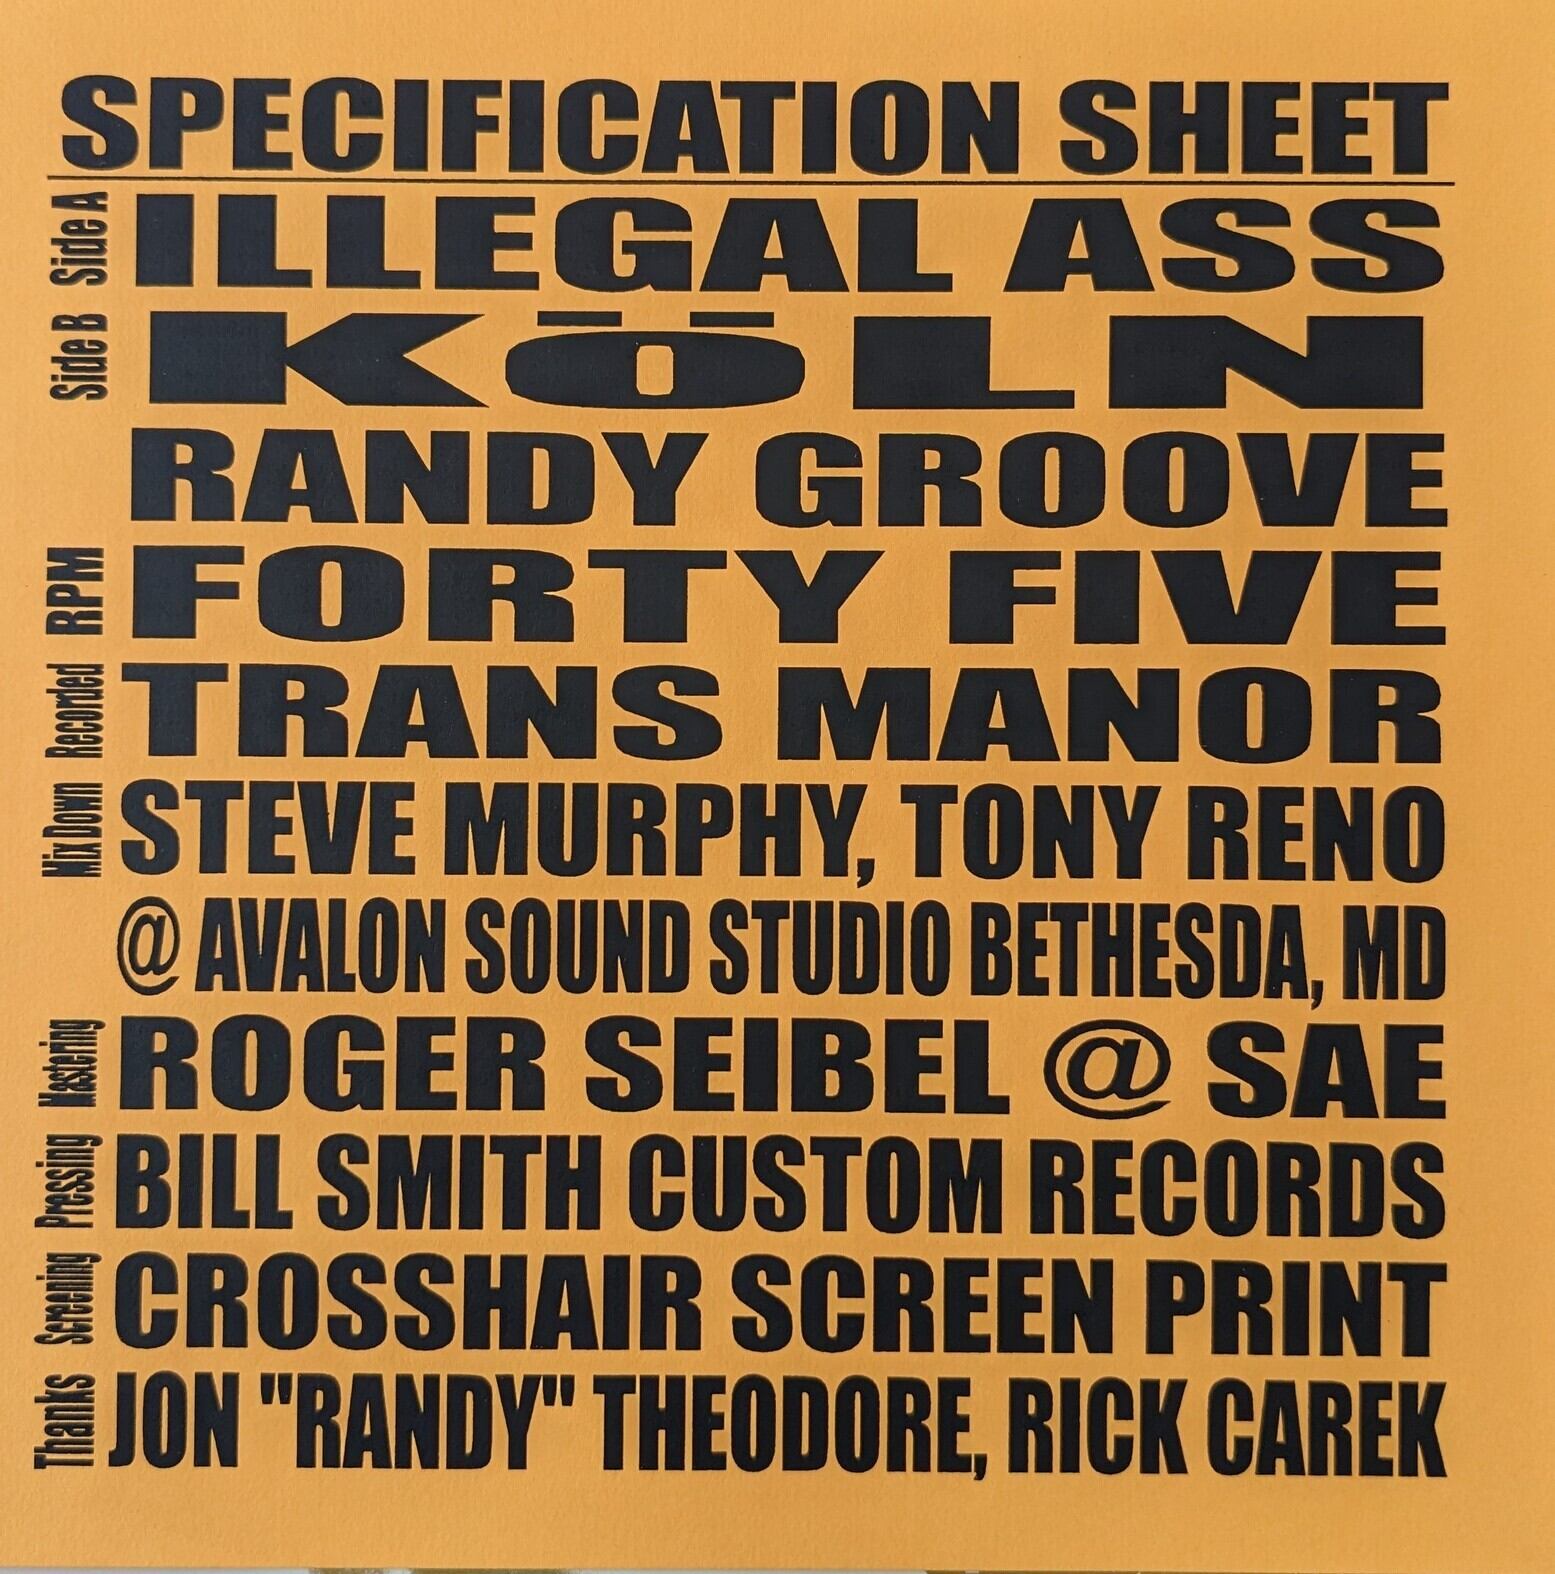 SPECIFICATION SHEET
Side A ILLEGAL ASS
Side B KÖLN
RANDY GROOVE
RPM FORTY FIVE
Recorded TRANS MANOR
Mix Down STEVE MURPHY, TONY RENO
@ AVALON SOUND STUDIO BETHESDA, MD
Mastering ROGER SEIBEL @ SAE
Pressing BILL SMITH CUSTOM RECORDS
Screening CROSSHAIR SCREEN PRINT
Thanks JON "RANDY" THEODORE, RICK CAREK